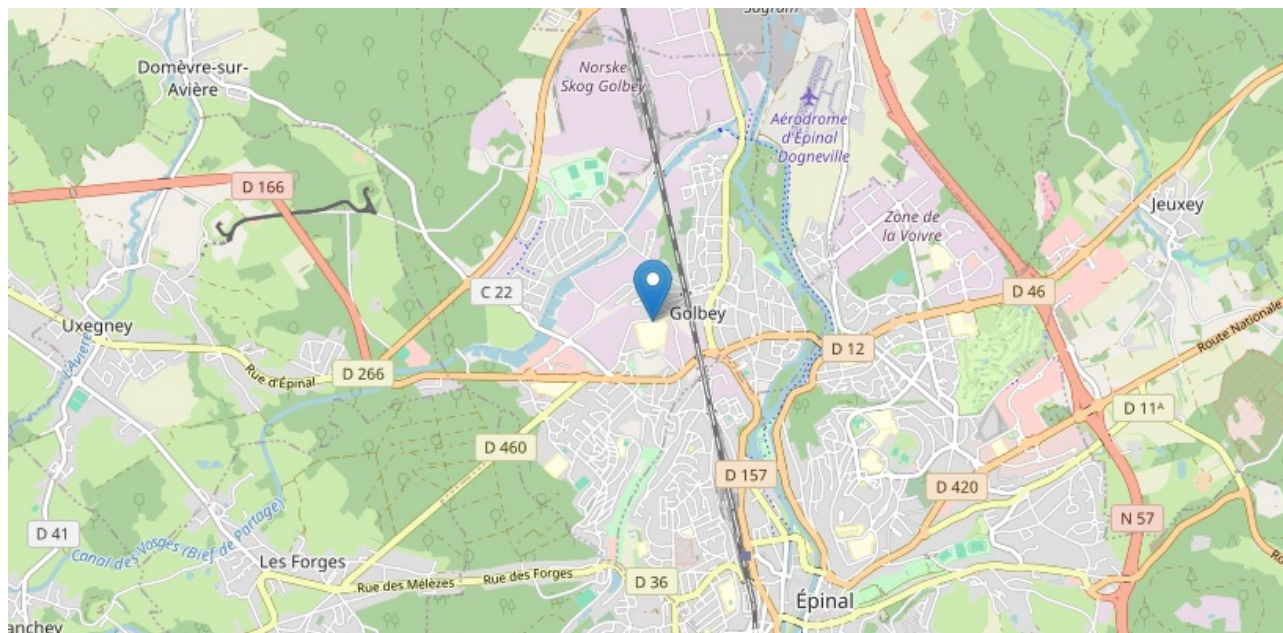 Sagram
Domèvre-sur-
Avière
Norske
Skog Golbey
Aérodrome
d'Épinal
Dogneville
D 166
Zone de
la Voivre
Jeuxey
C 22
D 46
Golbey
Uxegney
l'Avière
Rue d'Épinal
D 266
D 12
Route Nationale
D 11ᴬ
D 460
D 157
D 420
N 57
D 41
Canal des Vosges (Bief de Partage)
Les Forges
Rue des Mélèzes
Rue des Forges
D 36
Épinal
anchey